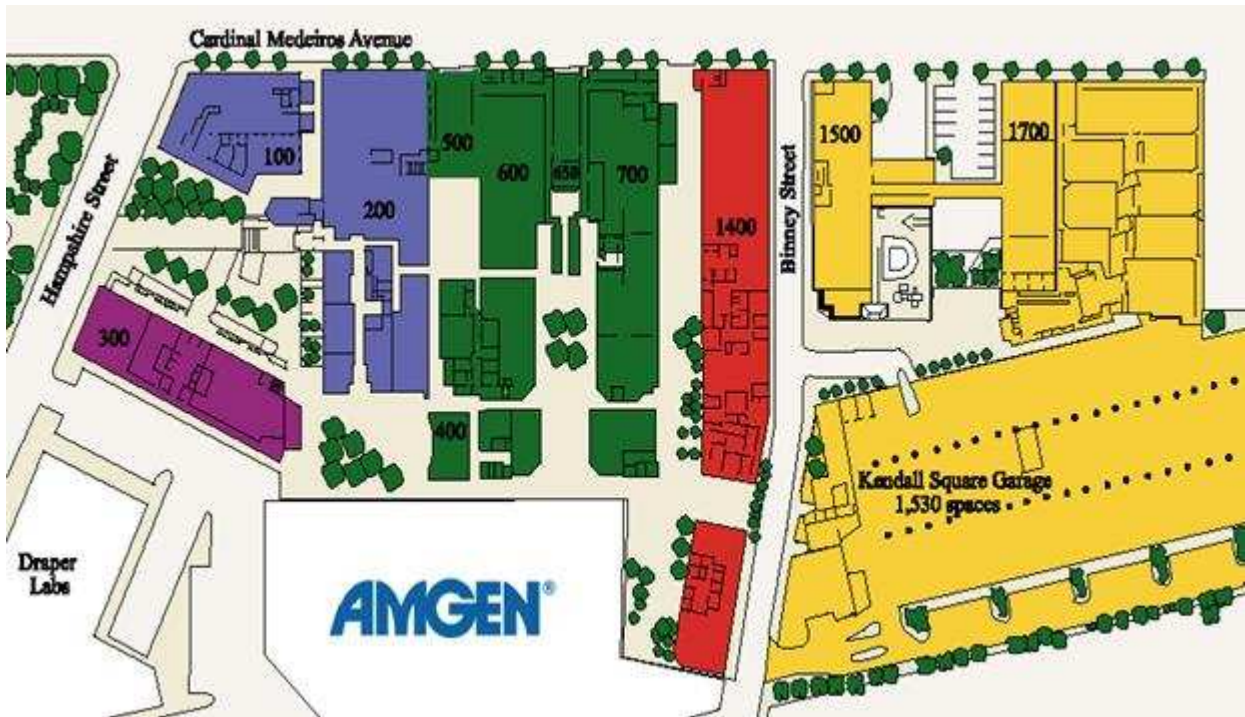 Cardinal Medeiros Avenue
Hampshire Street
100
200
300
400
500
600
650
700
1400
Binney Street
1500
1700
Kendall Square Garage
1,530 spaces
Draper
Labs
AMGEN®